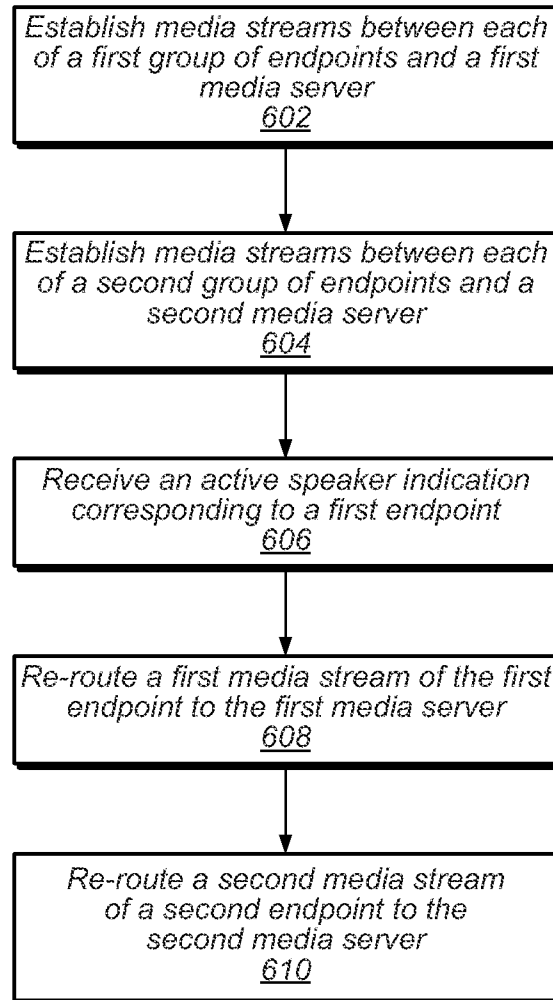 Establish media streams between each
of a first group of endpoints and a first
media server
602
Establish media streams between each
of a second group of endpoints and a
second media server
604
Receive an active speaker indication
corresponding to a first endpoint
606
Re-route a first media stream of the first
endpoint to the first media server
608
Re-route a second media stream
of a second endpoint to the
second media server
610